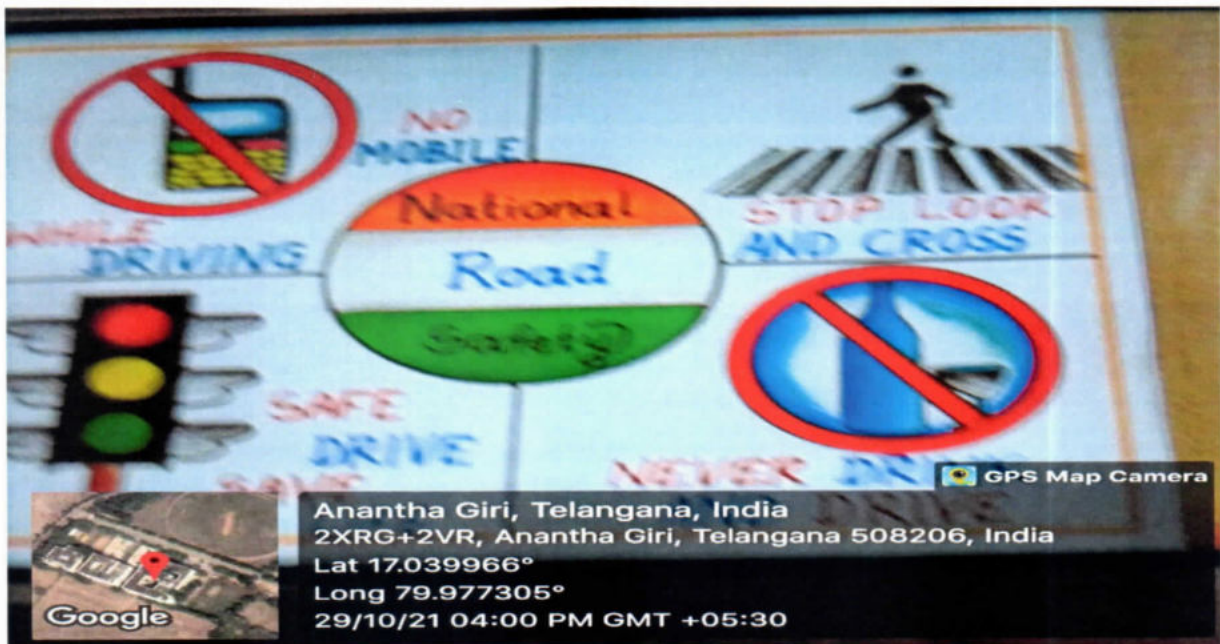 NO
MOBILE
WHILE
DRIVING
National
Road
Safety
STOP LOOK
AND CROSS
SAFE
DRIVE
SAVE
NEVER
DRIVE
GPS Map Camera
Google
Anantha Giri, Telangana, India
2XRG+2VR, Anantha Giri, Telangana 508206, India
Lat 17.039966°
Long 79.977305°
29/10/21 04:00 PM GMT +05:30